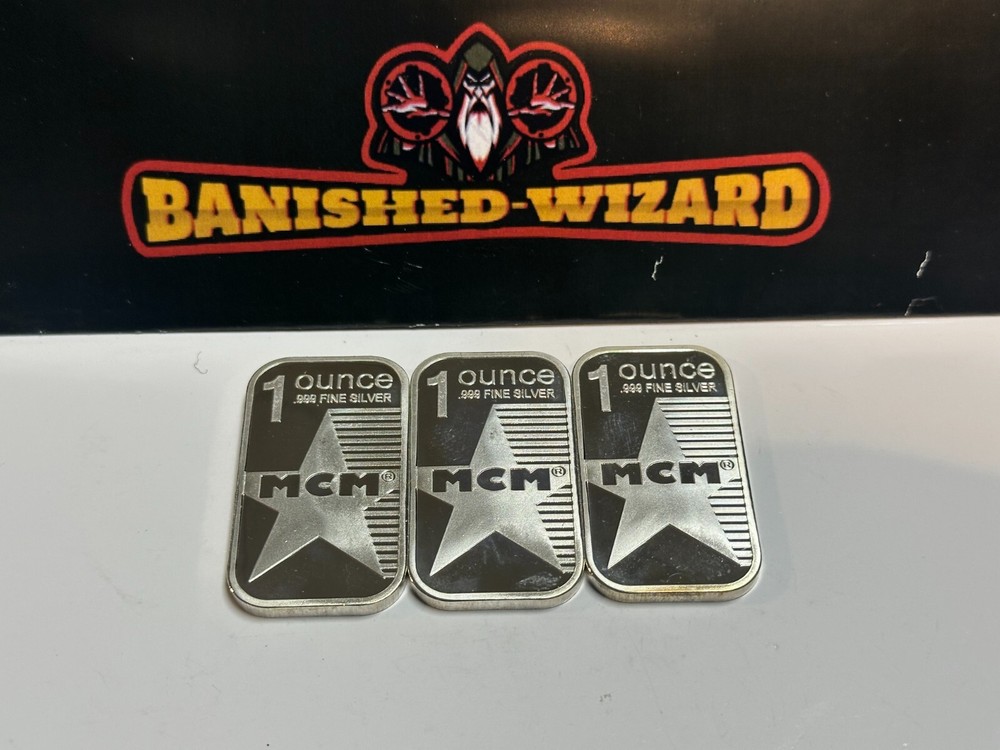 BANISHED-WIZARD
1 ounce
.999 FINE SILVER
MCM®
1 ounce
.999 FINE SILVER
MCM®
1 ounce
.999 FINE SILVER
MCM®